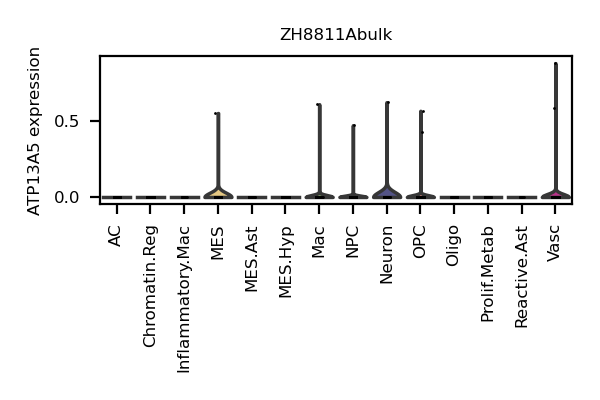 ZH8811Abulk
ATP13A5 expression
0.5
0.0
AC
Chromatin.Reg
Inflammatory.Mac
MES
MES.Ast
MES.Hyp
Mac
NPC
Neuron
OPC
Oligo
Prolif.Metab
Reactive.Ast
Vasc